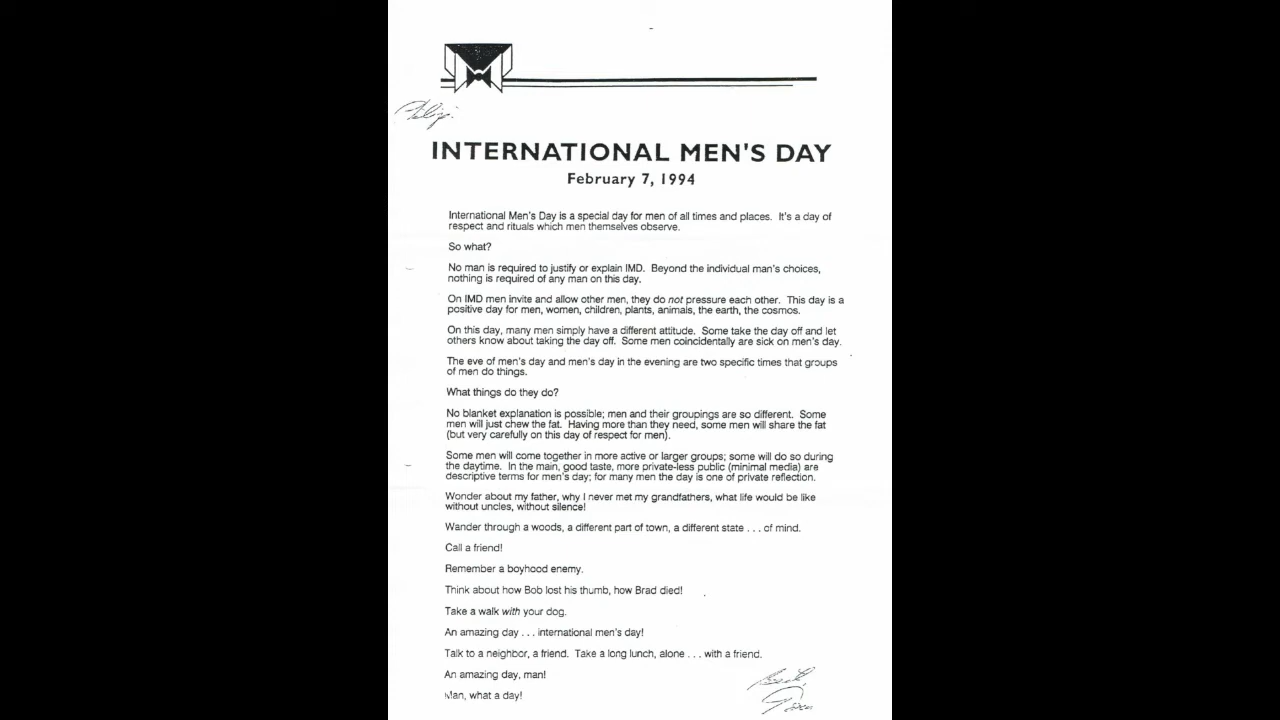 INTERNATIONAL MEN'S DAY
February 7, 1994
International Men's Day is a special day for men of all times and places. It's a day of
respect and rituals which men themselves observe.
So what?
No man is required to justify or explain IMD. Beyond the individual man's choices,
nothing is required of any man on this day.
On IMD men invite and allow other men, they do not pressure each other. This day is a
positive day for men, women, children, plants, animals, the earth, the cosmos.
On this day, many men simply have a different attitude. Some take the day off and let
others know about taking the day off. Some men coincidentally are sick on men's day.
The eve of men's day and men's day in the evening are two specific times that groups
of men do things.
What things do they do?
No blanket explanation is possible; men and their groupings are so different. Some
men will just chew the fat. Having more than they need, some men will share the fat
(but very carefully on this day of respect for men).
Some men will come together in more active or larger groups; some will do so during
the daytime. In the main, good taste, more private-less public (minimal media) are
descriptive terms for men's day; for many men the day is one of private reflection.
Wonder about my father, why I never met my grandfathers, what life would be like
without uncles, without silence!
Wander through a woods, a different part of town, a different state . . . of mind.
Call a friend!
Remember a boyhood enemy.
Think about how Bob lost his thumb, how Brad died!
Take a walk with your dog.
An amazing day . . . international men's day!
Talk to a neighbor, a friend. Take a long lunch, alone . . . with a friend.
An amazing day, man!
Man, what a day!